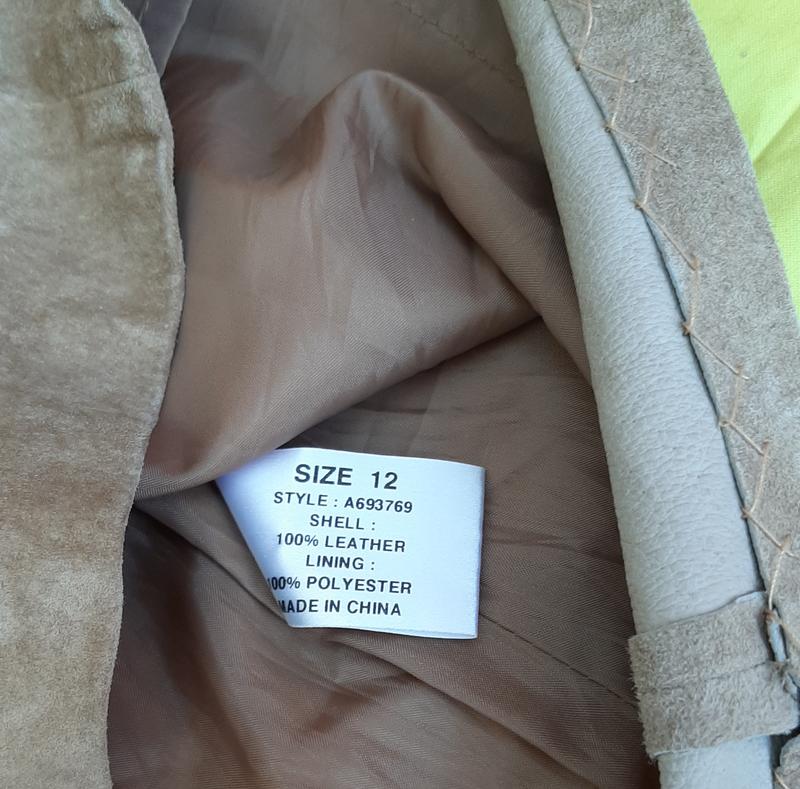 SIZE 12
STYLE : A693769
SHELL :
100% LEATHER
LINING :
100% POLYESTER
MADE IN CHINA